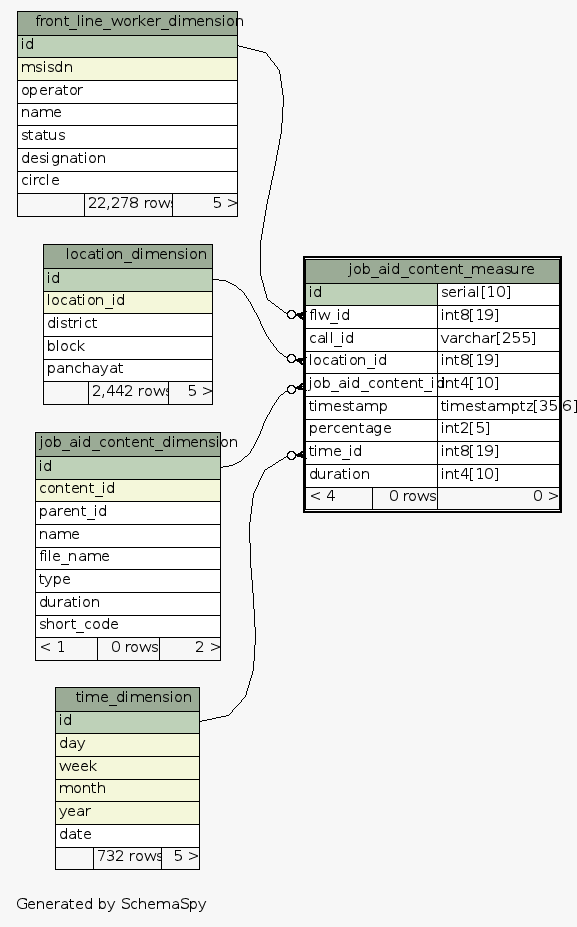 front_line_worker_dimension
id
msisdn
operator
name
status
designation
circle
22,278 rows 5 >
location_dimension
id
location_id
district
block
panchayat
2,442 rows 5 >
job_aid_content_dimension
id
content_id
parent_id
name
file_name
type
duration
short_code
< 1 0 rows 2 >
time_dimension
id
day
week
month
year
date
732 rows 5 >
job_aid_content_measure
id serial[10]
flw_id int8[19]
call_id varchar[255]
location_id int8[19]
job_aid_content_id int4[10]
timestamp timestamptz[35,6]
percentage int2[5]
time_id int8[19]
duration int4[10]
< 4 0 rows 0 >
Generated by SchemaSpy